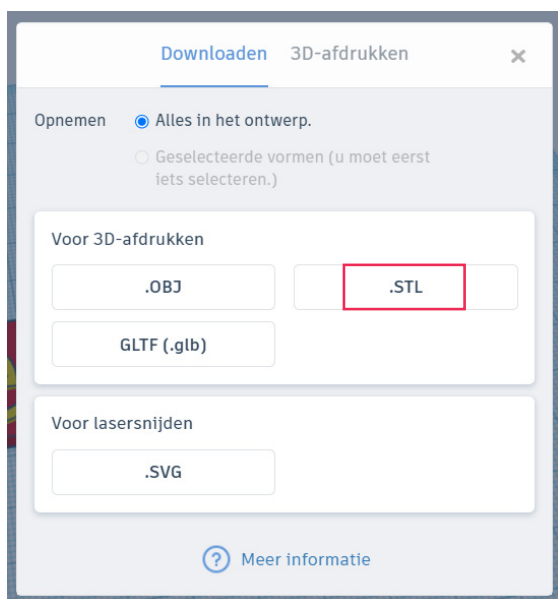 Downloaden 3D-afdrukken ×
Opnemen Alles in het ontwerp.
Geselecteerde vormen (u moet eerst
iets selecteren.)
Voor 3D-afdrukken
.OBJ .STL
GLTF (.glb)
Voor lasersnijden
.SVG
? Meer informatie